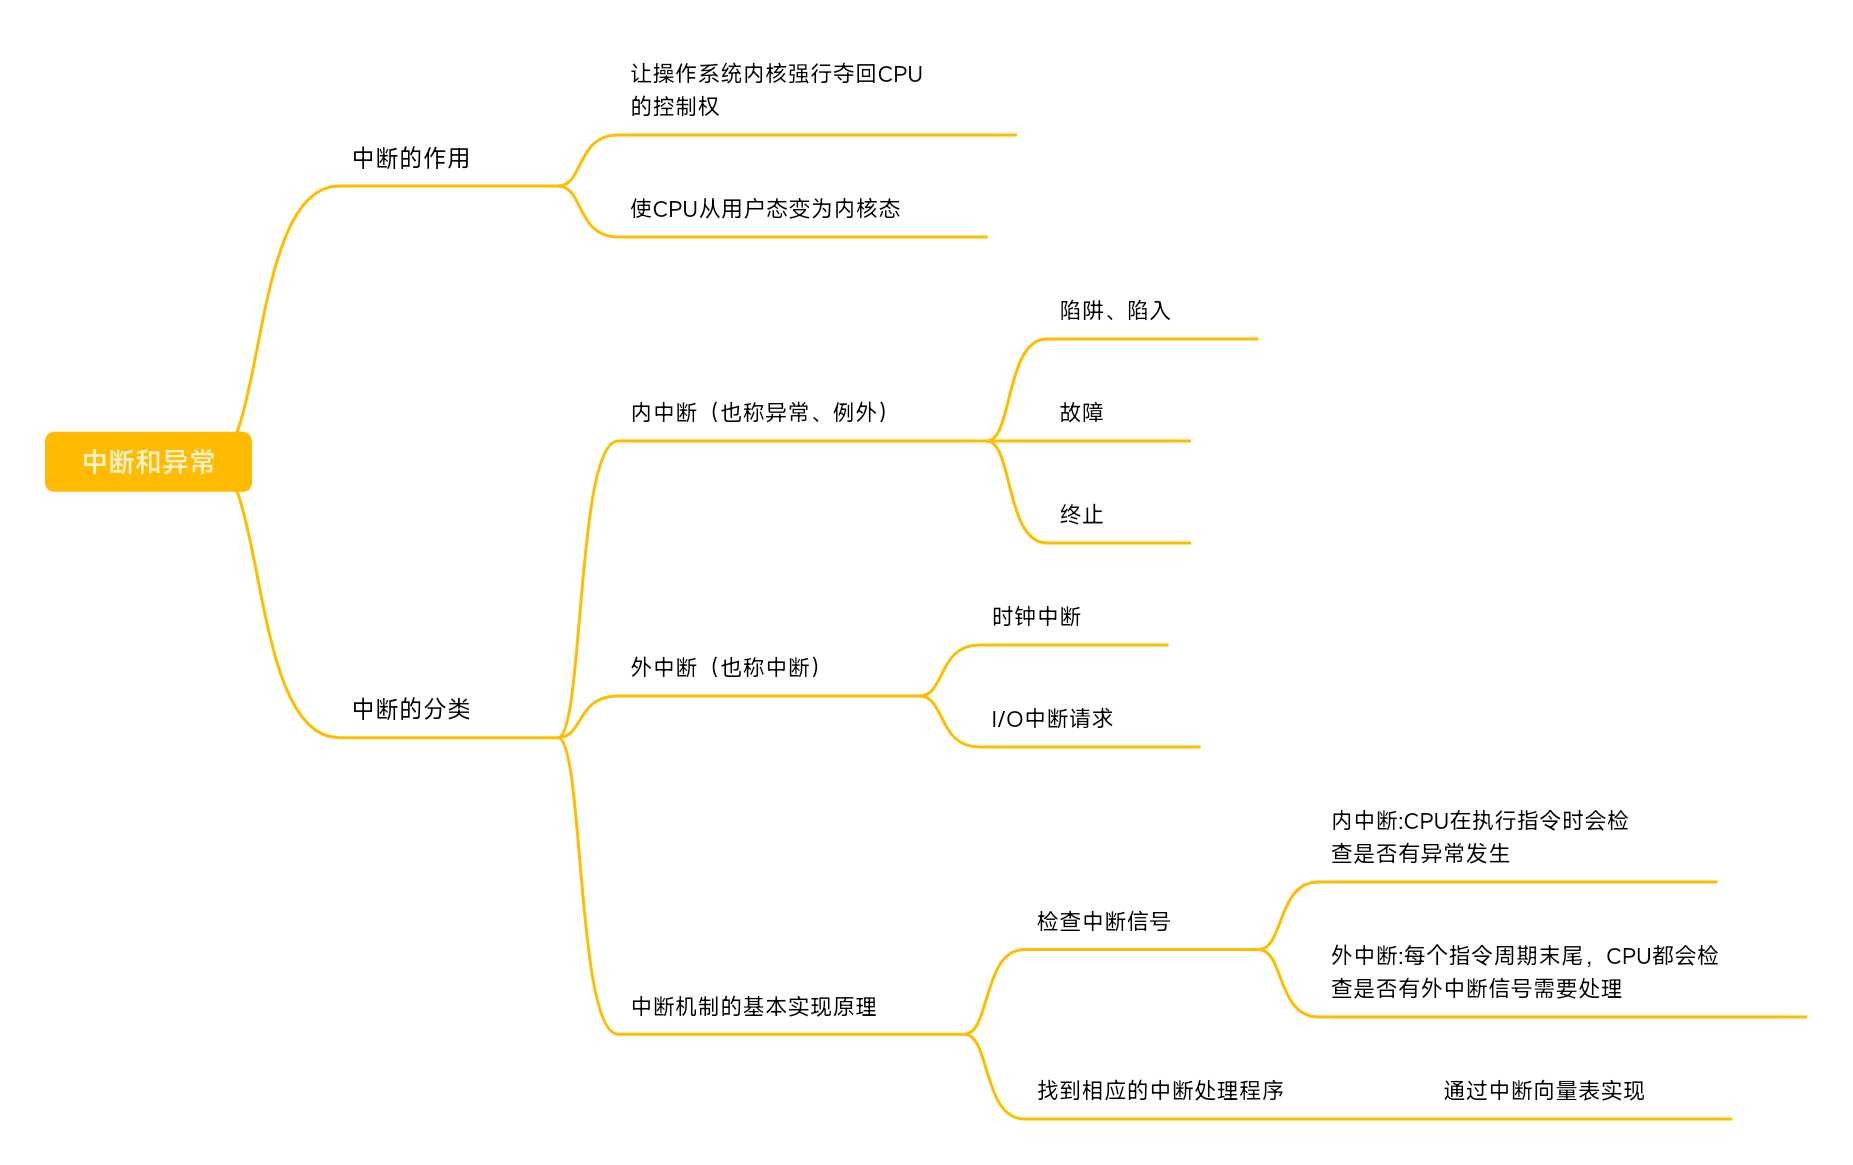 中断和异常
中断的作用
让操作系统内核强行夺回CPU
的控制权
使CPU从用户态变为内核态
中断的分类
内中断（也称异常、例外）
陷阱、陷入
故障
终止
外中断（也称中断）
时钟中断
I/O中断请求
中断机制的基本实现原理
检查中断信号
内中断:CPU在执行指令时会检
查是否有异常发生
外中断:每个指令周期末尾，CPU都会检
查是否有外中断信号需要处理
找到相应的中断处理程序
通过中断向量表实现